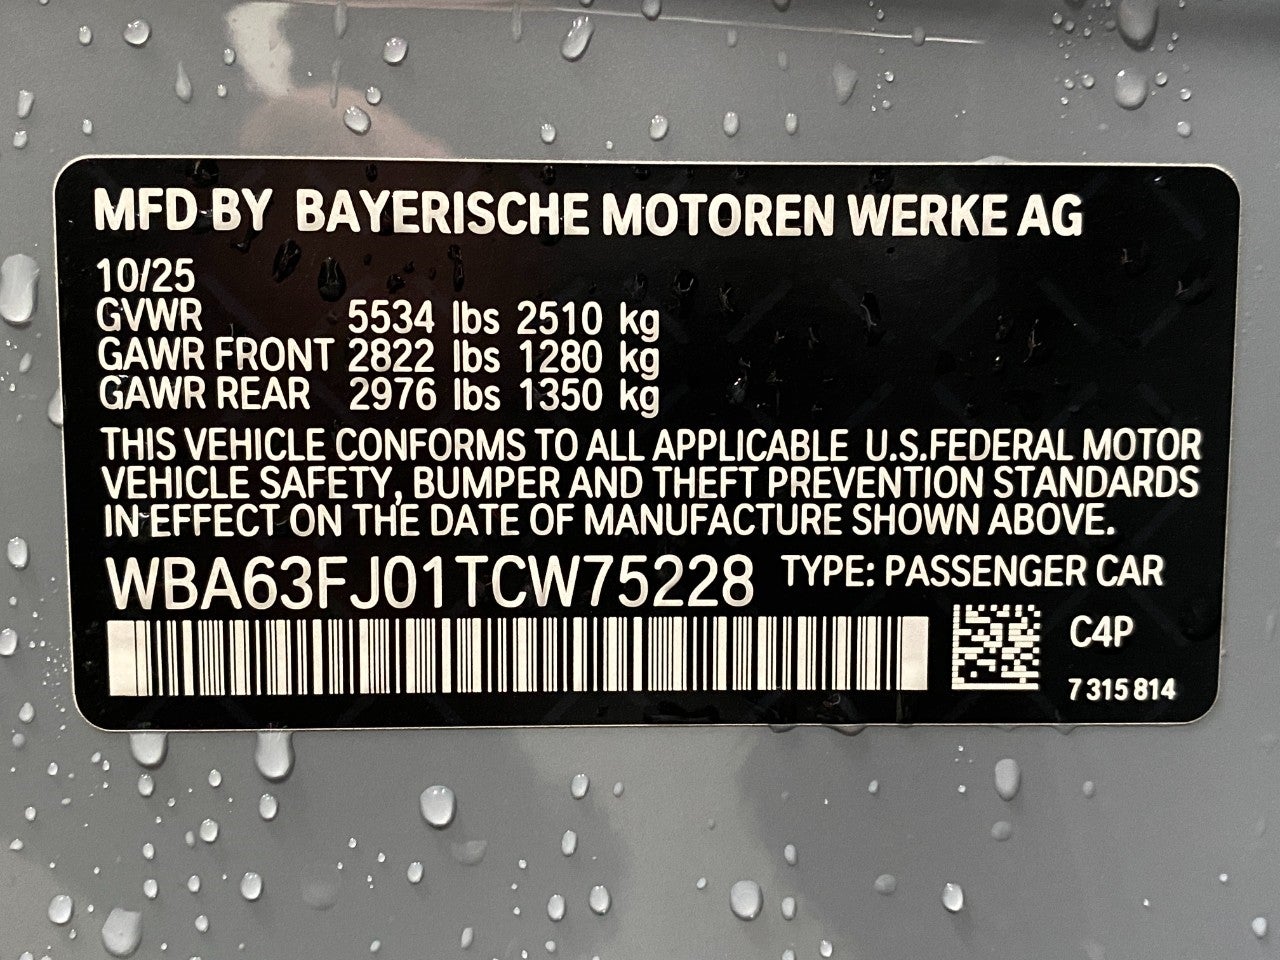 MFD BY BAYERISCHE MOTOREN WERKE AG
10/25
GVWR 5534 lbs 2510 kg
GAWR FRONT 2822 lbs 1280 kg
GAWR REAR 2976 lbs 1350 kg
THIS VEHICLE CONFORMS TO ALL APPLICABLE U.S.FEDERAL MOTOR
VEHICLE SAFETY, BUMPER AND THEFT PREVENTION STANDARDS
IN EFFECT ON THE DATE OF MANUFACTURE SHOWN ABOVE.
WBA63FJ01TCW75228 TYPE: PASSENGER CAR
C4P
7 315 814